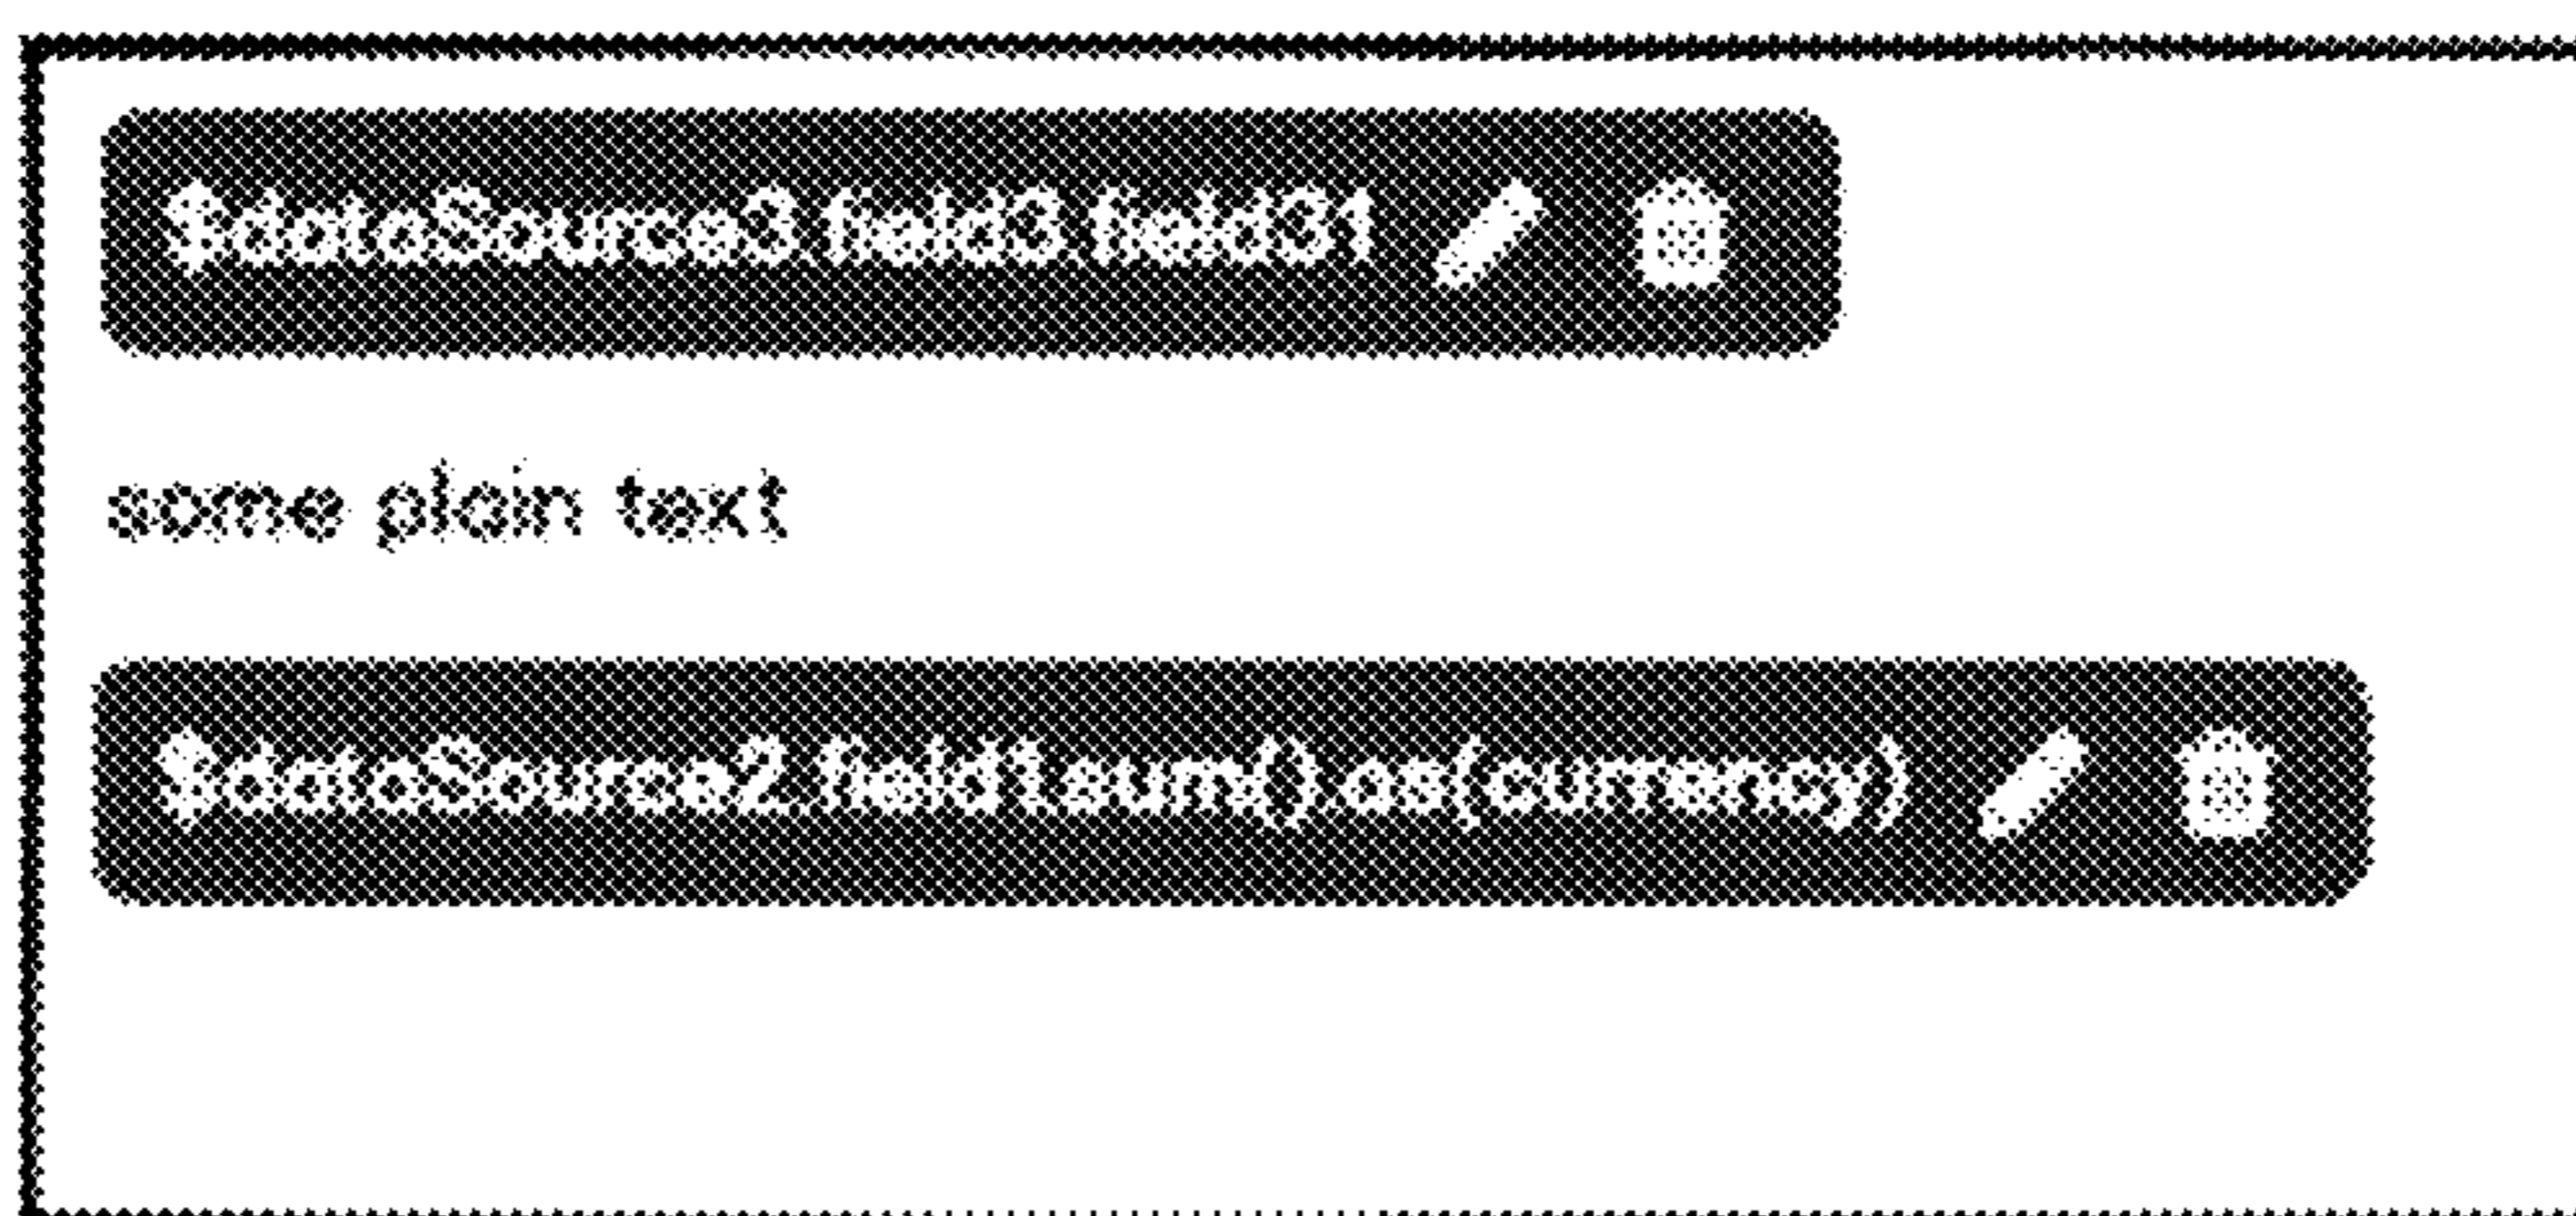 $dataSource3.field3.field31
some plain text
$dataSource2.field1.sum().as(currency)